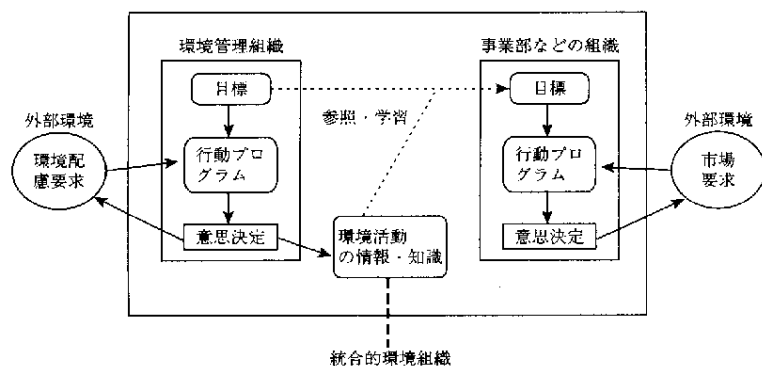 環境管理組織
事業部などの組織
目標
目標
参照・学習
外部環境
外部環境
環境配
慮要求
行動プロ
グラム
行動プロ
グラム
市場
要求
意思決定
環境活動
の情報・知識
意思決定
統合的環境組織